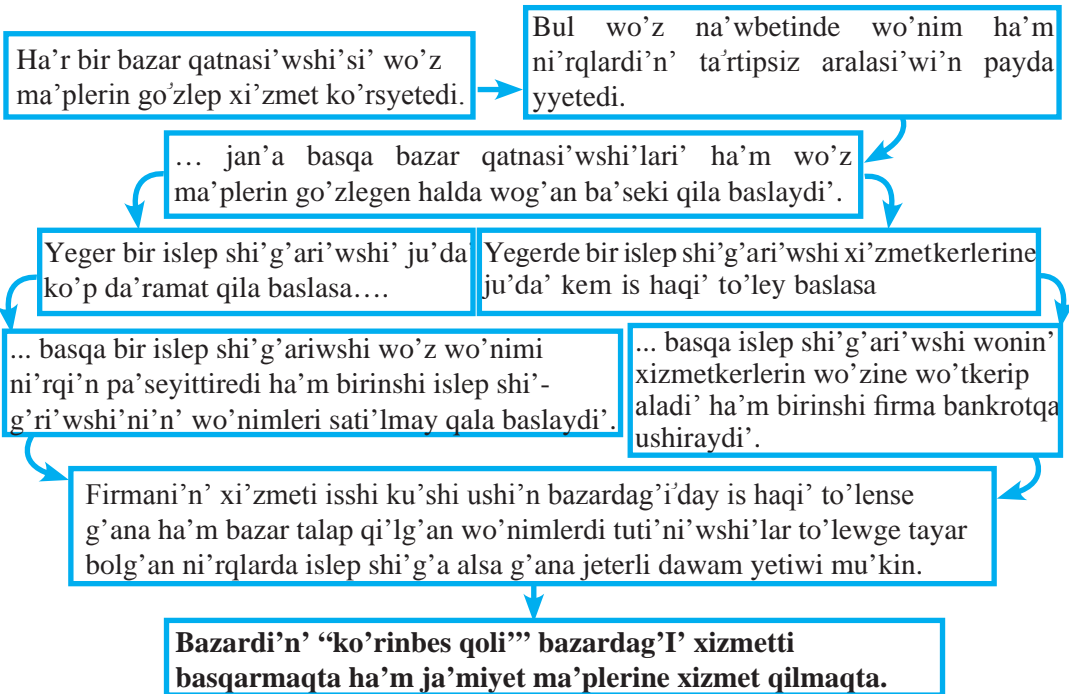 Ha’r bir bazar qatnasi’wshi’si’ wo’z
ma’plerin go’zlep xi’zmet ko’rsyetedi.
Bul wo’z na’wbetinde wo’nim ha’m
ni’rqlardi’n’ ta’rtipsiz aralasi’wi’n payda
yyetedi.
… jan’a basqa bazar qatnasi’wshi’lari’ ha’m wo’z
ma’plerin go’zlegen halda wog’an ba’seki qila baslaydi’.
Yeger bir islep shi’g’ari’wshi’ ju’da’
ko’p da’ramat qila baslasa….
Yegerde bir islep shi’g’ari’wshi xi’zmetkerlerine
ju’da’ kem is haqi’ to’ley baslasa
... basqa bir islep shi’g’ariwshi wo’z wo’nimi
ni’rqi’n pa’seyittiredi ha’m birinshi islep shi’-
g’ri’wshi’ni’n’ wo’nimleri sati’lmay qala baslaydi’.
... basqa islep shi’g’ari’wshi wonin’
xizmetkerlerin wo’zine wo’tkerip
aladi’ ha’m birinshi firma bankrotqa
ushiraydi’.
Firmani’n’ xi’zmeti isshi ku’shi ushi’n bazardag’i’day is haqi’ to’lense
g’ana ha’m bazar talap qi’lg’an wo’nimlerdi tuti’ni’wshi’lar to’lewge tayar
bolg’an ni’rqlarda islep shi’g’a alsa g’ana jeterli dawam yetiwi mu’kin.
Bazardi’n’ “ko’rinbes qoli’” bazardag’I’ xizmetti
basqarmaqta ha’m ja’miyet ma’plerine xizmet qilmaqta.